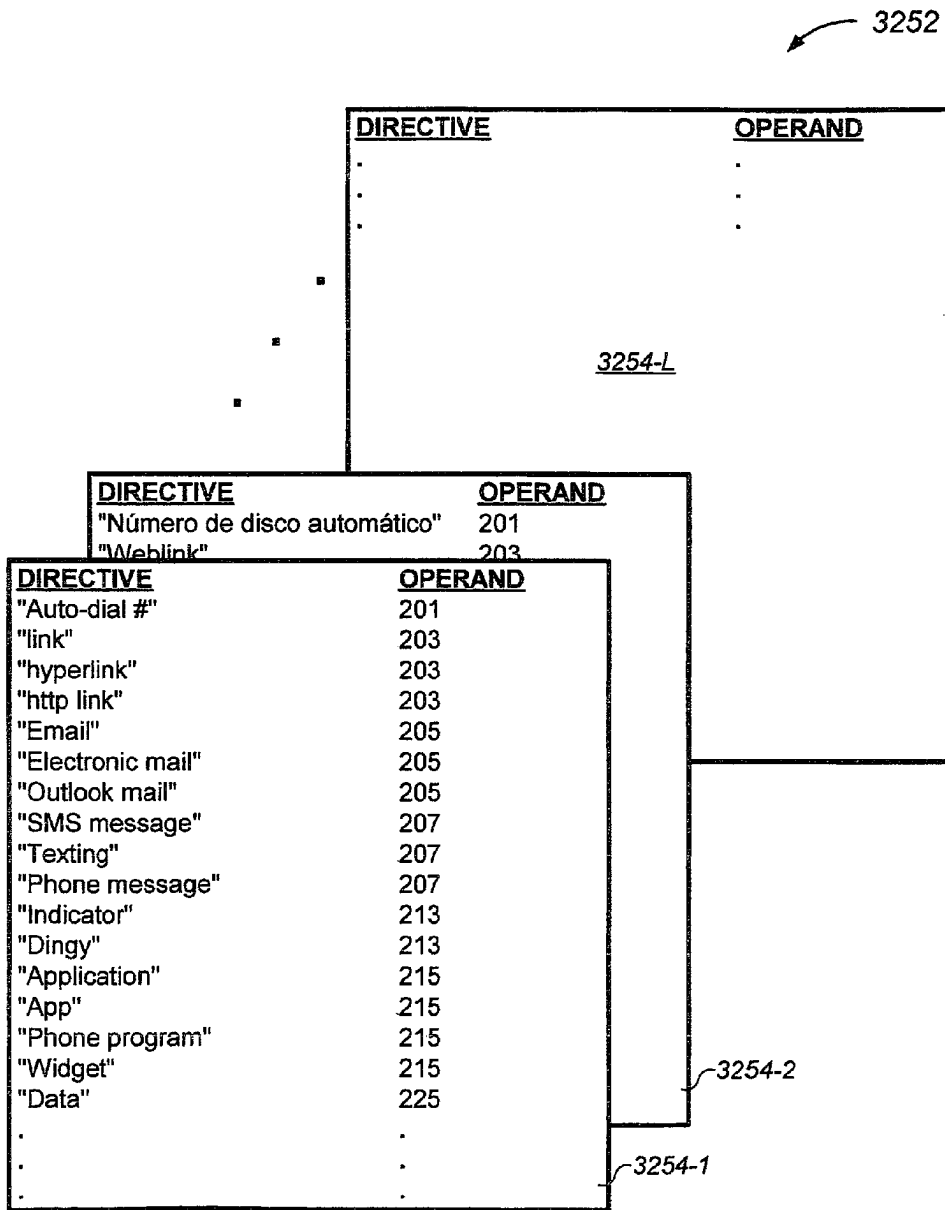 3252
DIRECTIVE OPERAND
. .
. .
. .
3254-L
DIRECTIVE OPERAND
"Número de disco automático" 201
"Weblink" 203
DIRECTIVE OPERAND
"Auto-dial #" 201
"link" 203
"hyperlink" 203
"http link" 203
"Email" 205
"Electronic mail" 205
"Outlook mail" 205
"SMS message" 207
"Texting" 207
"Phone message" 207
"Indicator" 213
"Dingy" 213
"Application" 215
"App" 215
"Phone program" 215
"Widget" 215
"Data" 225
. .
. .
. .
3254-2
3254-1